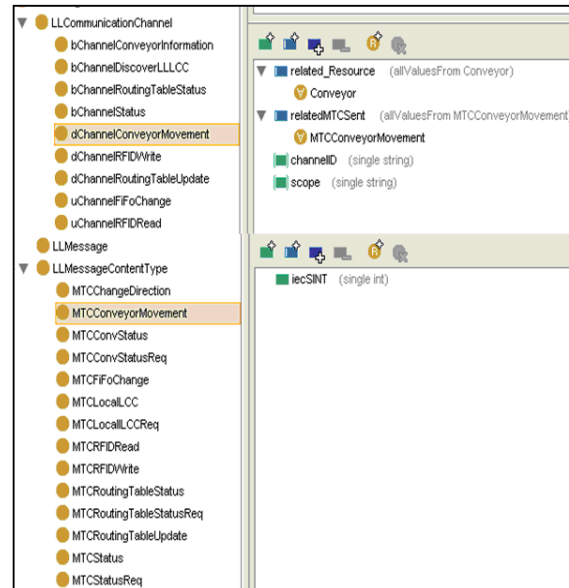 LLCommunicationChannel
bChannelConveyorInformation
bChannelDiscoverLLLCC
bChannelRoutingTableStatus
bChannelStatus
dChannelConveyorMovement
dChannelRFIDWrite
dChannelRoutingTableUpdate
uChannelFiFoChange
uChannelRFIDRead
LLMessage
LLMessageContentType
MTCChangeDirection
MTCConveyorMovement
MTCConvStatus
MTCConvStatusReq
MTCFiFoChange
MTCLocalLCC
MTCLocalLCCReq
MTCRFIDRead
MTCRFIDWrite
MTCRoutingTableStatus
MTCRoutingTableStatusReq
MTCRoutingTableUpdate
MTCStatus
MTCStatusReq
related_Resource (allValuesFrom Conveyor)
Conveyor
relatedMTCSent (allValuesFrom MTCConveyorMovement)
MTCConveyorMovement
channelID (single string)
scope (single string)
iecSINT (single int)